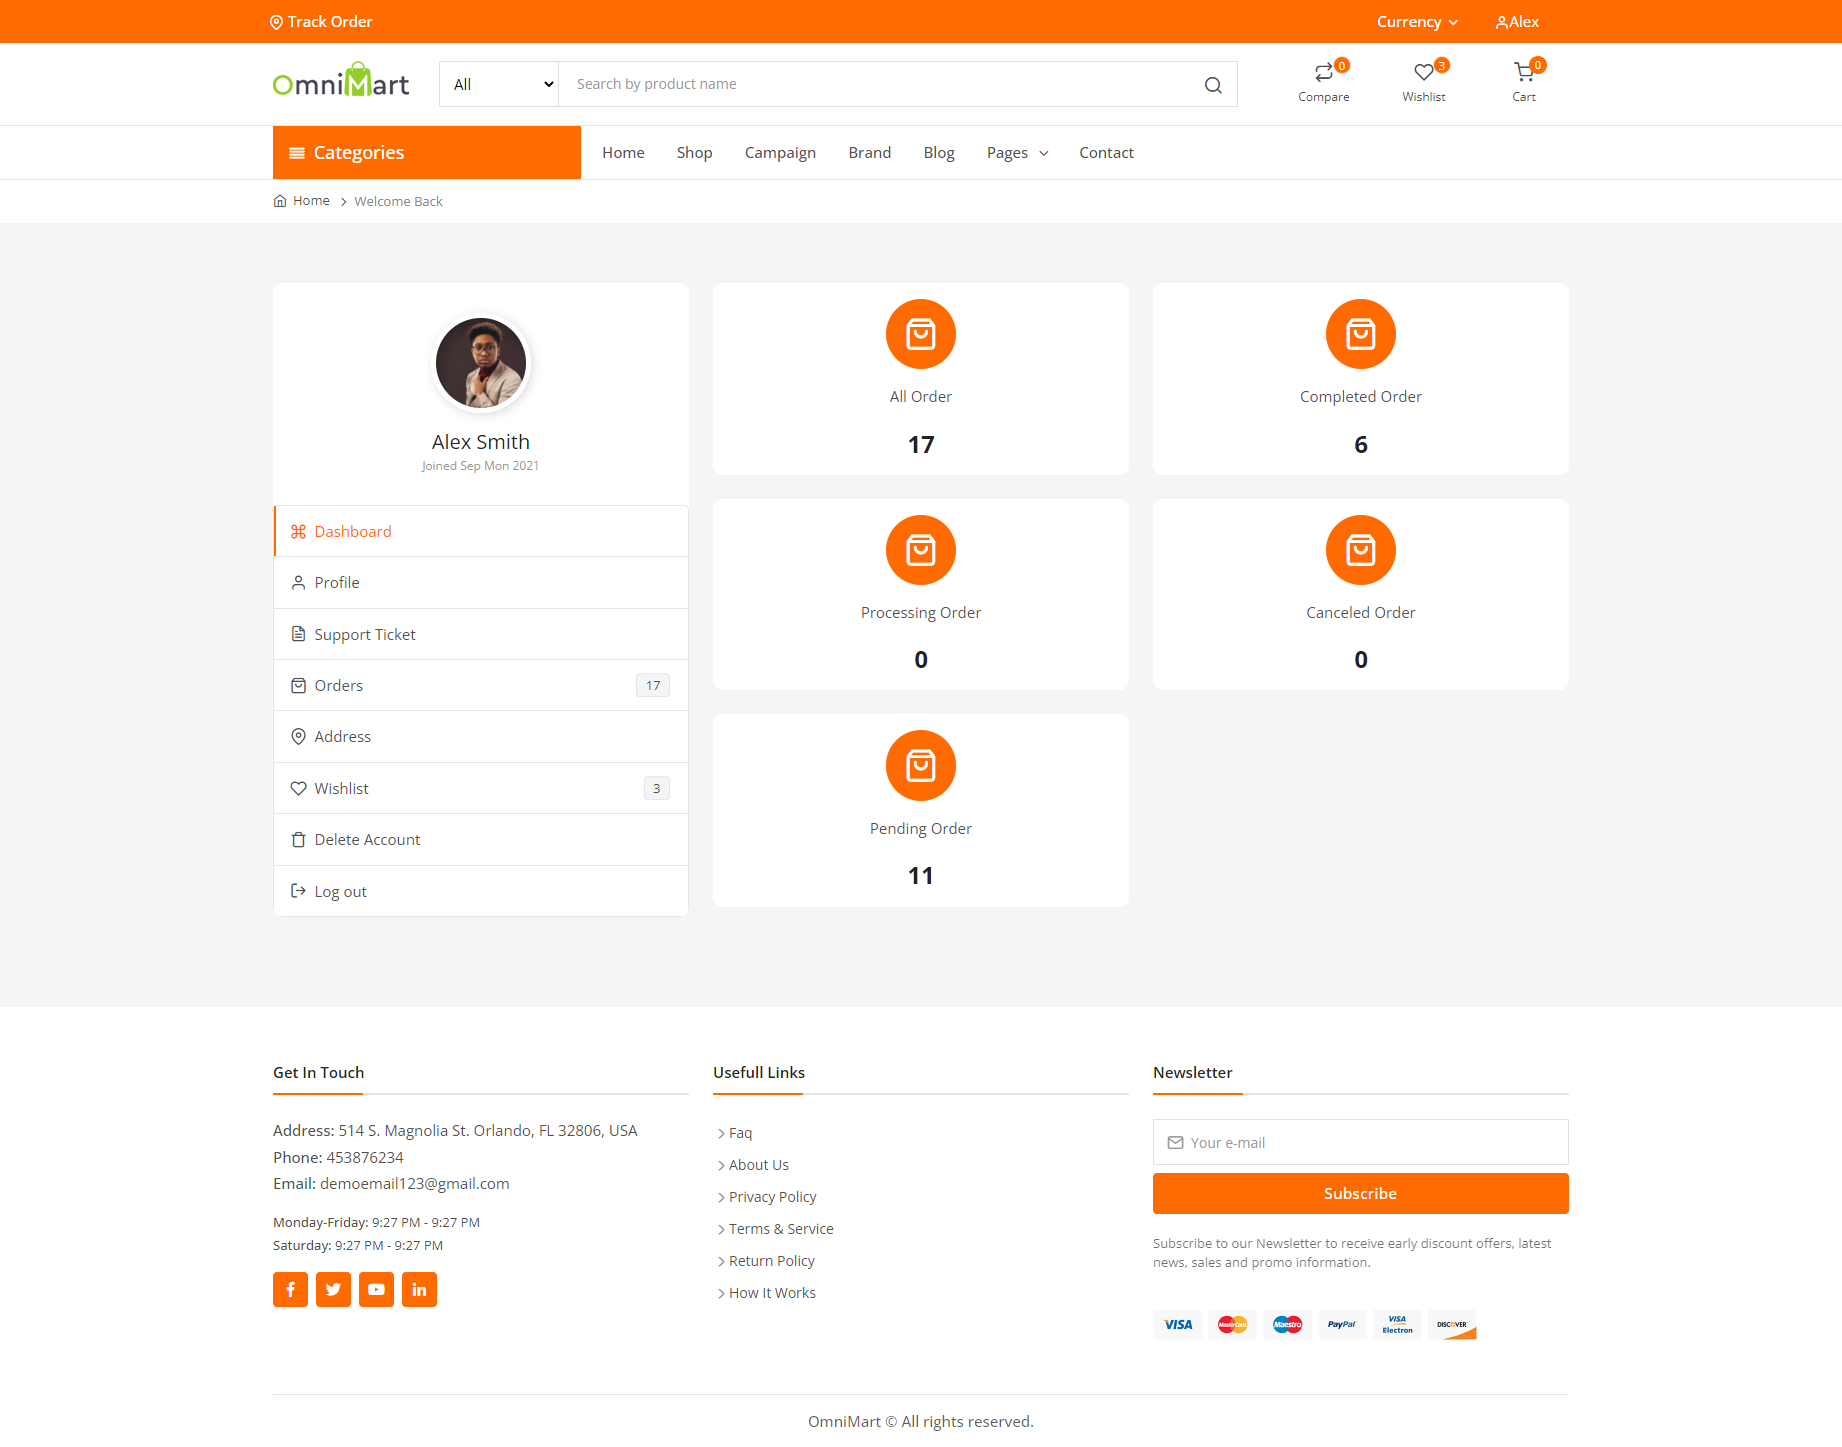 Track Order
Currency
Alex
OmniMart
All
Search by product name
0
Compare
3
Wishlist
0
Cart
Categories
Home
Shop
Campaign
Brand
Blog
Pages
Contact
Home
Welcome Back
Alex Smith
Joined Sep Mon 2021
Dashboard
Profile
Support Ticket
Orders 17
Address
Wishlist 3
Delete Account
Log out
All Order
17
Completed Order
6
Processing Order
0
Canceled Order
0
Pending Order
11
Get In Touch
Address: 514 S. Magnolia St. Orlando, FL 32806, USA
Phone: 453876234
Email: demoemail123@gmail.com
Monday-Friday: 9:27 PM - 9:27 PM
Saturday: 9:27 PM - 9:27 PM
Usefull Links
Faq
About Us
Privacy Policy
Terms & Service
Return Policy
How It Works
Newsletter
Your e-mail
Subscribe
Subscribe to our Newsletter to receive early discount offers, latest
news, sales and promo information.
VISA
MasterCard
Maestro
PayPal
VISA
Electron
DISCOVER
OmniMart © All rights reserved.